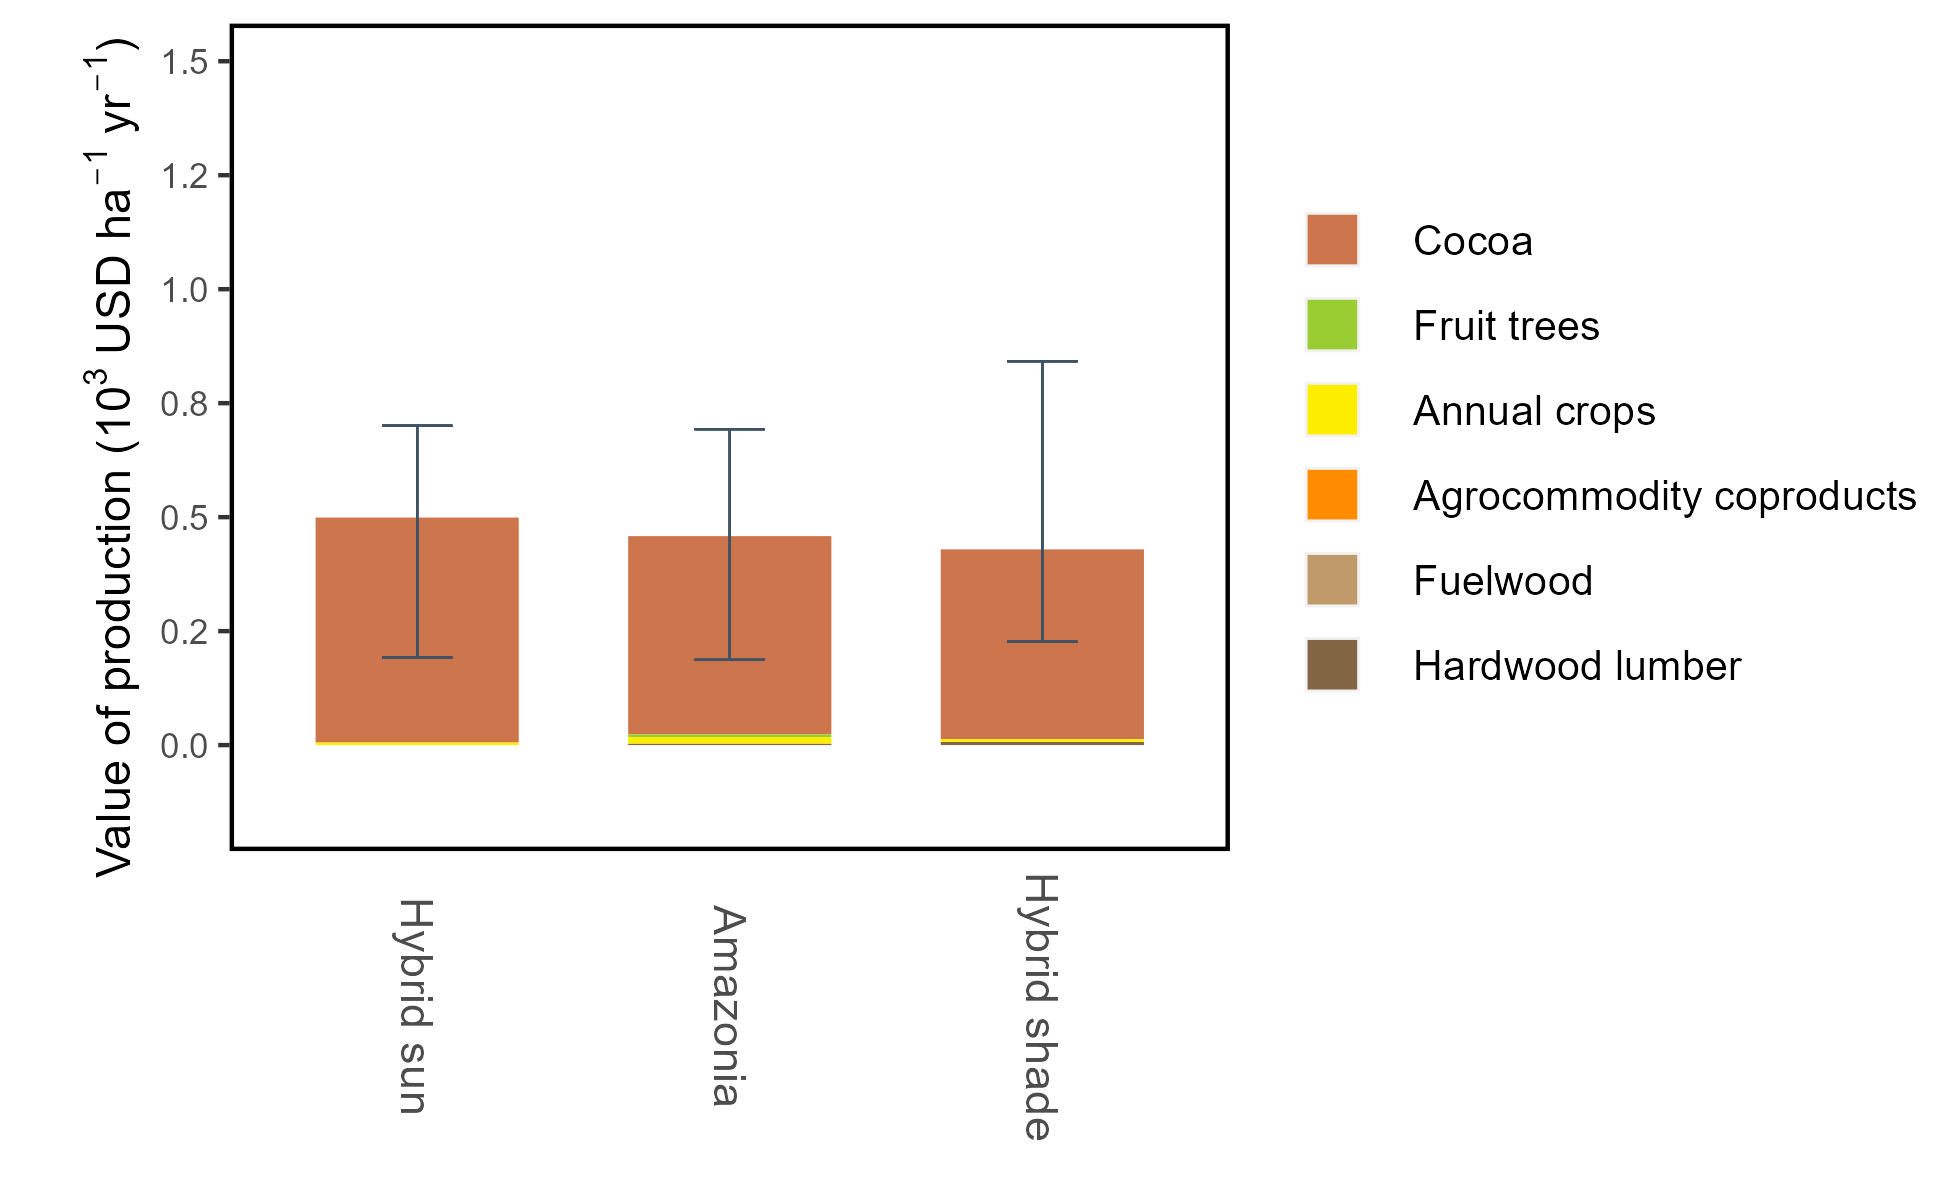 Value of production (10³ USD ha⁻¹ yr⁻¹)
1.5
1.2
1.0
0.8
0.5
0.2
0.0
Hybrid sun
Amazonia
Hybrid shade
Cocoa
Fruit trees
Annual crops
Agrocommodity coproducts
Fuelwood
Hardwood lumber